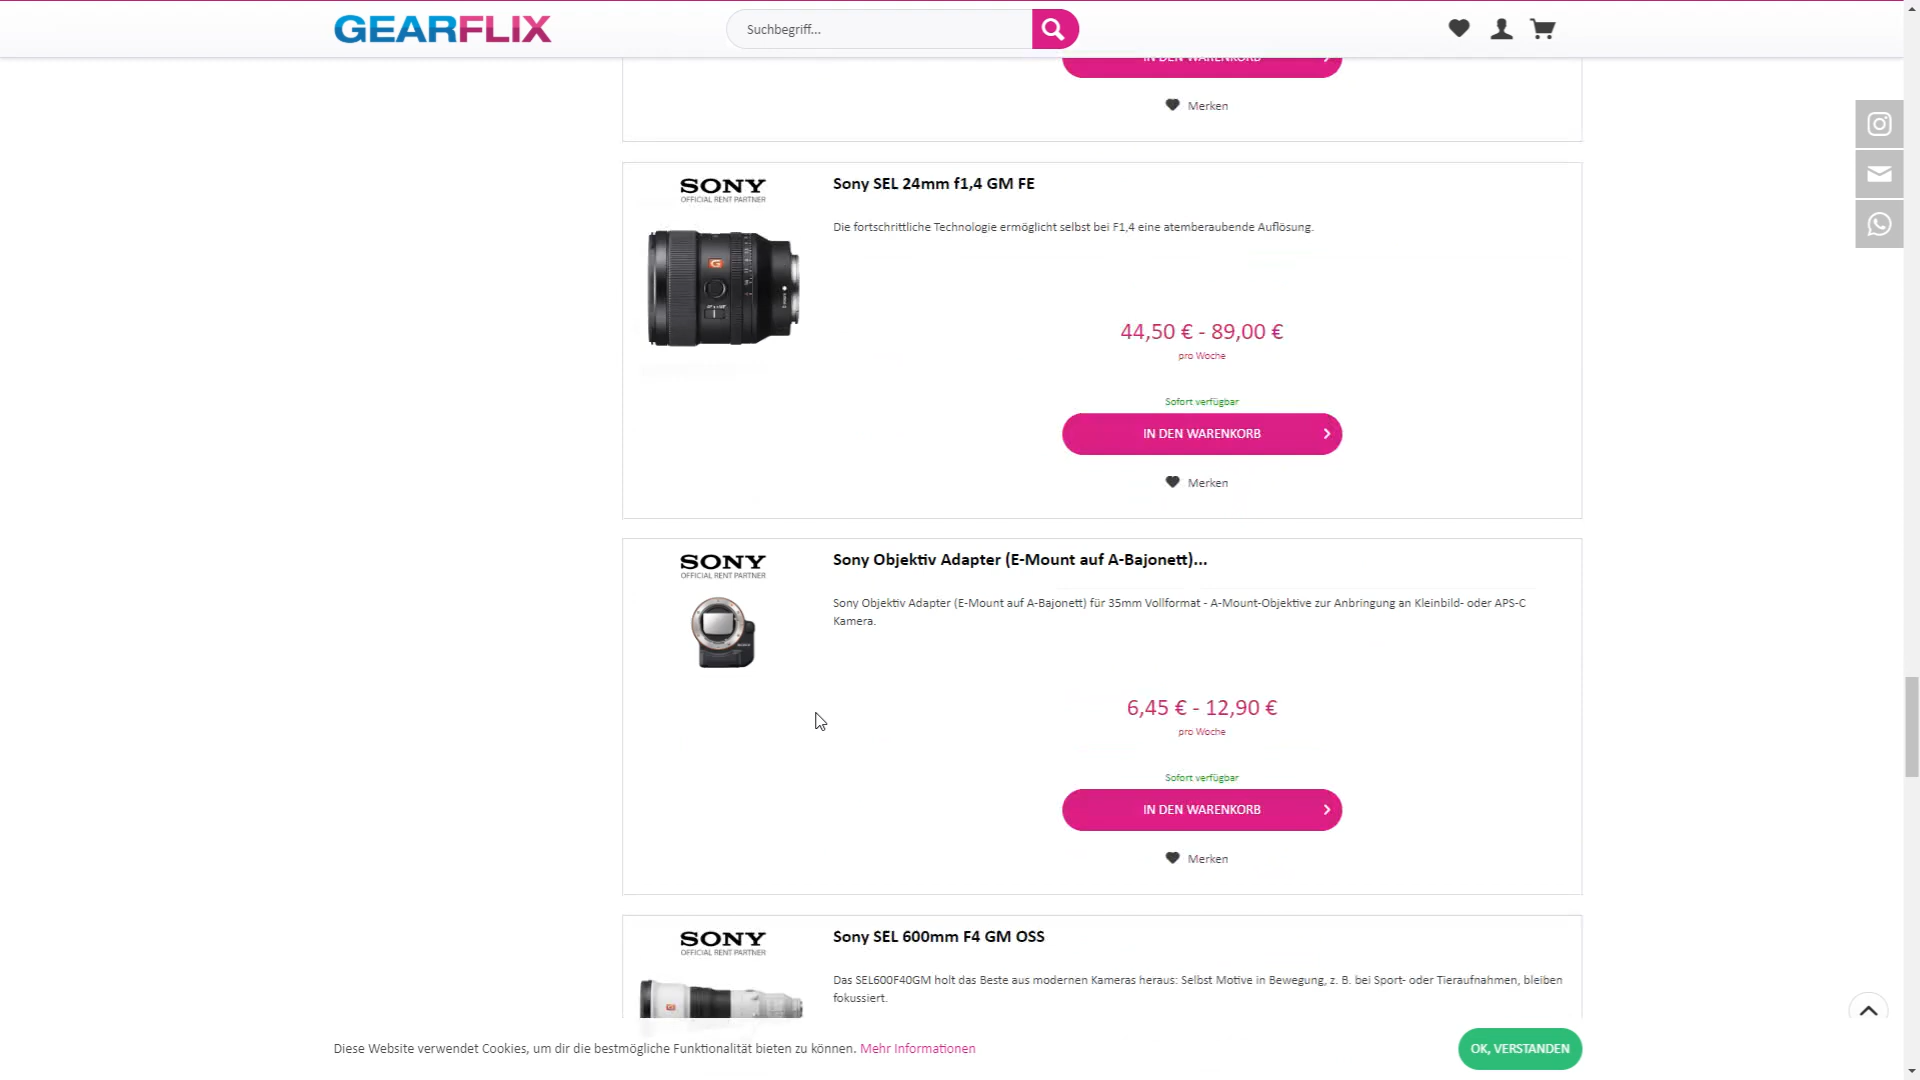 GEARFLIX
Suchbegriff...
IN DEN WARENKORB
Merken
SONY
OFFICIAL RENT PARTNER
Sony SEL 24mm f1,4 GM FE
Die fortschrittliche Technologie ermöglicht selbst bei F1,4 eine atemberaubende Auflösung.
G
44,50 € - 89,00 €
pro Woche
Sofort verfügbar
IN DEN WARENKORB
Merken
SONY
OFFICIAL RENT PARTNER
Sony Objektiv Adapter (E-Mount auf A-Bajonett)...
Sony Objektiv Adapter (E-Mount auf A-Bajonett) für 35mm Vollformat - A-Mount-Objektive zur Anbringung an Kleinbild- oder APS-C
Kamera.
6,45 € - 12,90 €
pro Woche
Sofort verfügbar
IN DEN WARENKORB
Merken
SONY
OFFICIAL RENT PARTNER
Sony SEL 600mm F4 GM OSS
Das SEL600F40GM holt das Beste aus modernen Kameras heraus: Selbst Motive in Bewegung, z. B. bei Sport- oder Tieraufnahmen, bleiben
fokussiert.
Diese Website verwendet Cookies, um dir die bestmögliche Funktionalität bieten zu können. Mehr Informationen
OK, VERSTANDEN